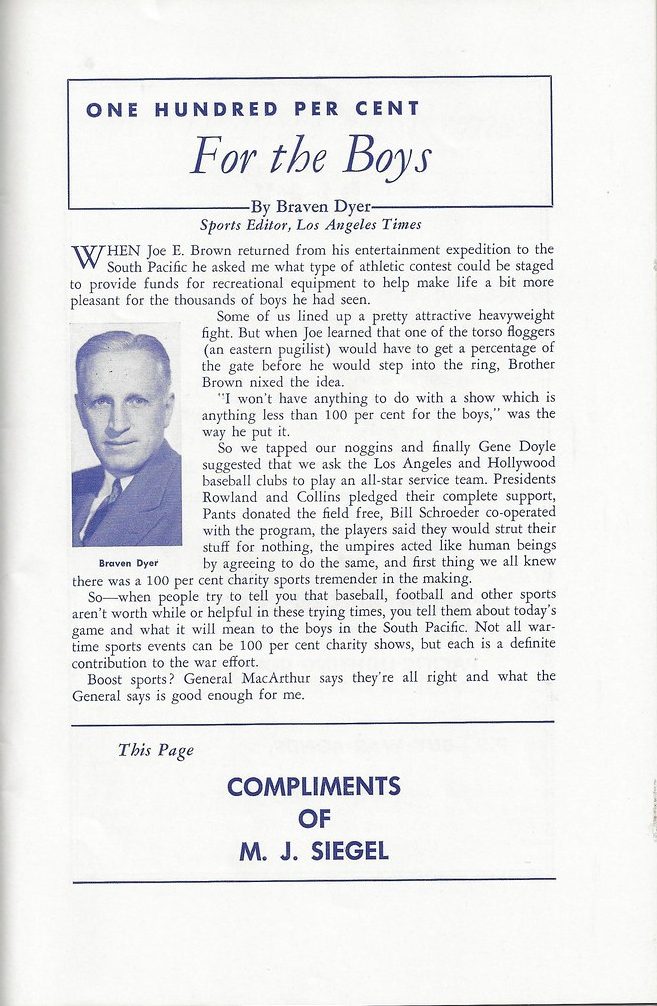 ONE HUNDRED PER CENT
For the Boys
By Braven Dyer
Sports Editor, Los Angeles Times
WHEN Joe E. Brown returned from his entertainment expedition to the
South Pacific he asked me what type of athletic contest could be staged
to provide funds for recreational equipment to help make life a bit more
pleasant for the thousands of boys he had seen.
Some of us lined up a pretty attractive heavyweight
fight. But when Joe learned that one of the torso floggers
(an eastern pugilist) would have to get a percentage of
the gate before he would step into the ring, Brother
Brown nixed the idea.
"I won't have anything to do with a show which is
anything less than 100 per cent for the boys," was the
way he put it.
So we tapped our noggins and finally Gene Doyle
suggested that we ask the Los Angeles and Hollywood
baseball clubs to play an all-star service team. Presidents
Rowland and Collins pledged their complete support,
Pants donated the field free, Bill Schroeder co-operated
with the program, the players said they would strut their
stuff for nothing, the umpires acted like human beings
Braven Dyer
by agreeing to do the same, and first thing we all knew
there was a 100 per cent charity sports tremender in the making.
So—when people try to tell you that baseball, football and other sports
aren't worth while or helpful in these trying times, you tell them about today's
game and what it will mean to the boys in the South Pacific. Not all war-
time sports events can be 100 per cent charity shows, but each is a definite
contribution to the war effort.
Boost sports? General MacArthur says they're all right and what the
General says is good enough for me.
This Page
COMPLIMENTS
OF
M. J. SIEGEL